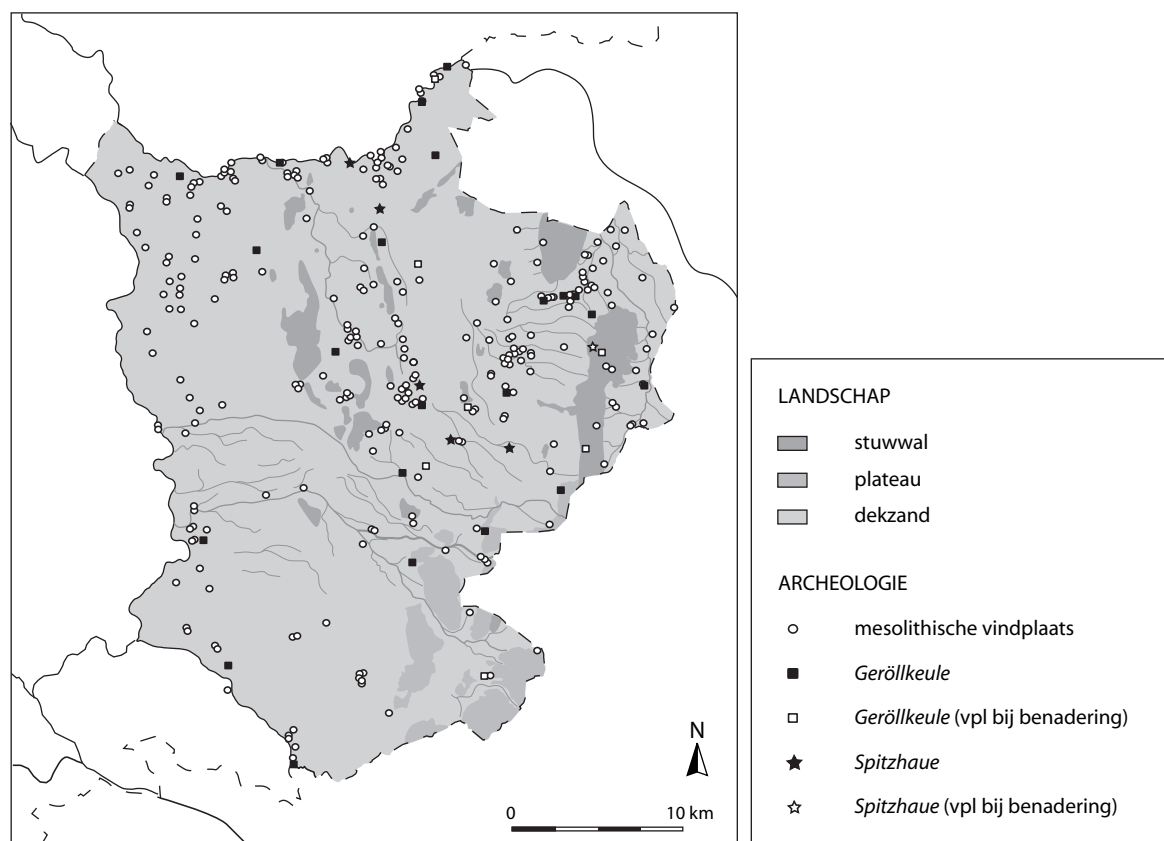 N
0 10 km
LANDSCHAP
stuwwal
plateau
dekzand
ARCHEOLOGIE
mesolithische vindplaats
Geröllkeule
Geröllkeule (vpl bij benadering)
Spitzhaue
Spitzhaue (vpl bij benadering)